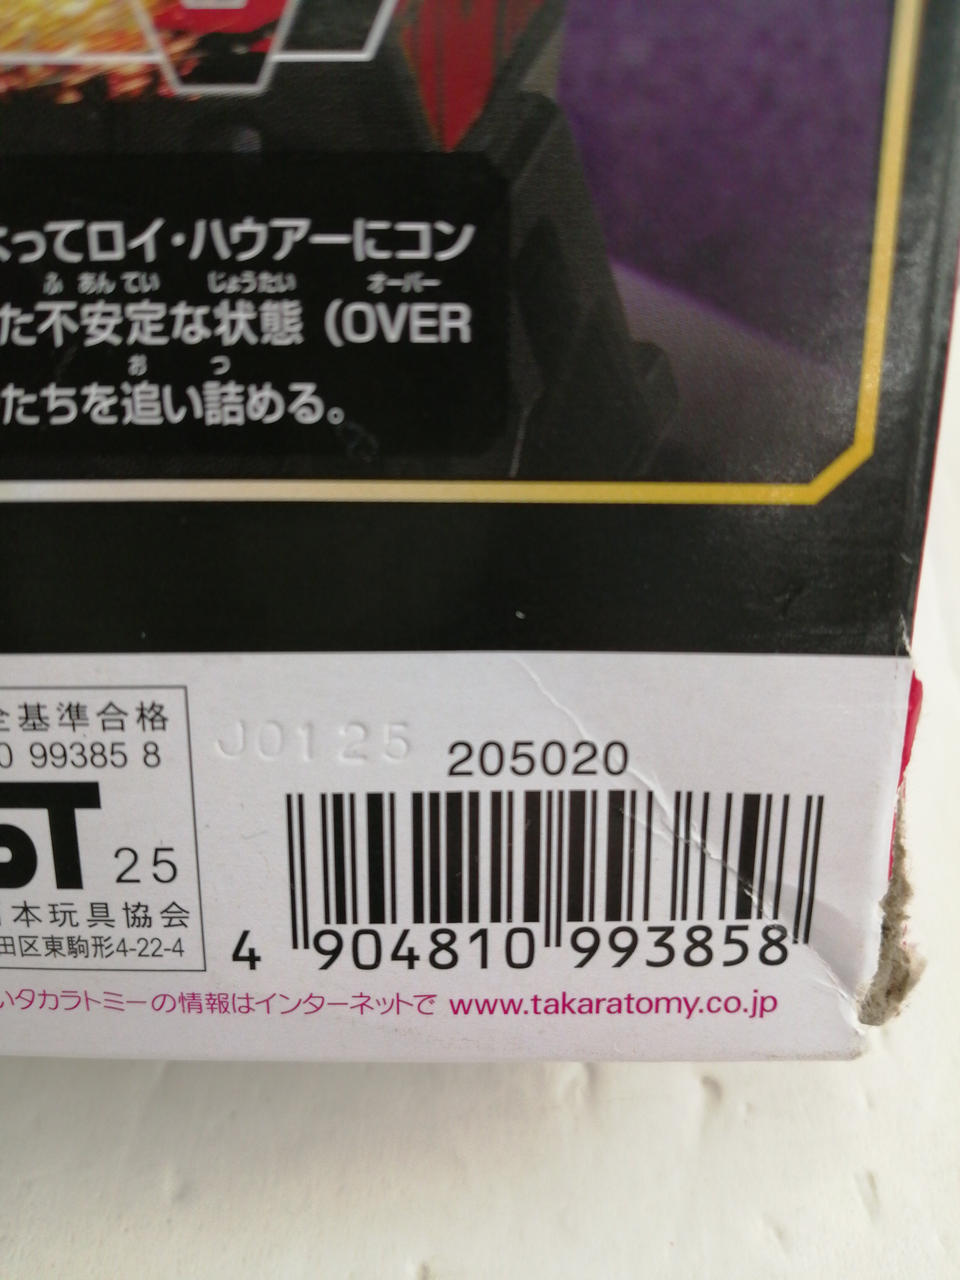 よってロイ・ハウアーにコン
ふ あん てい じょうたい オーバー
た不安定な状態（OVER
お つ
たちを追い詰める。
全基準合格
0 99385 8
J0125
205020
ST 25
日本玩具協会
田区東駒形4-22-4
4 904810 993858
いタカラトミーの情報はインターネットで www.takaratomy.co.jp